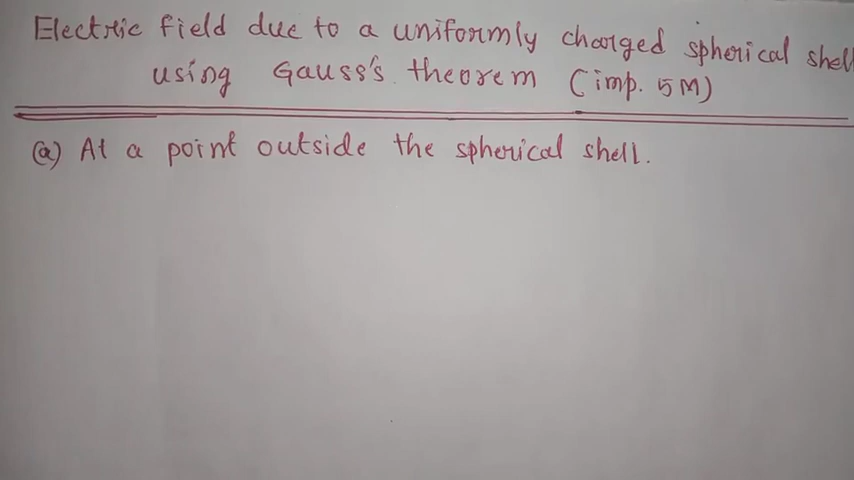 Electric field due to a uniformly charged spherical shell
using Gauss's theorem (imp. 5M)
(a) At a point outside the spherical shell.